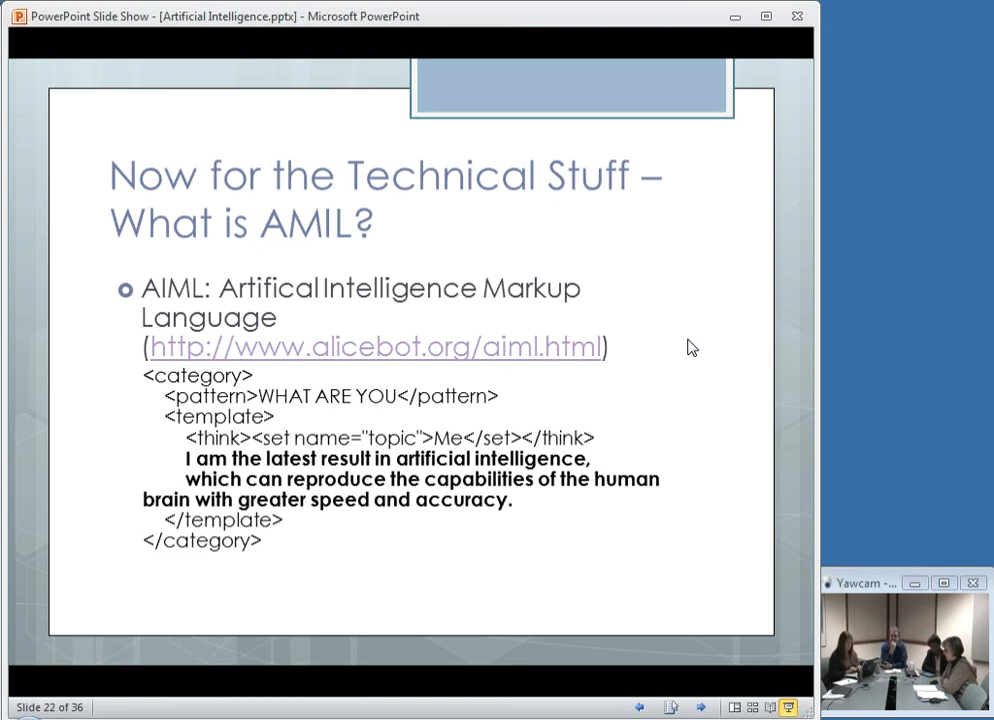 PowerPoint Slide Show - [Artificial Intelligence.pptx] - Microsoft PowerPoint
Now for the Technical Stuff –
What is AMIL?
AIML: Artifical Intelligence Markup
Language
(http://www.alicebot.org/aiml.html)
<category>
<pattern>WHAT ARE YOU</pattern>
<template>
<think><set name="topic">Me</set></think>
I am the latest result in artificial intelligence,
which can reproduce the capabilities of the human
brain with greater speed and accuracy.
</template>
</category>
Yawcam -...
Slide 22 of 36